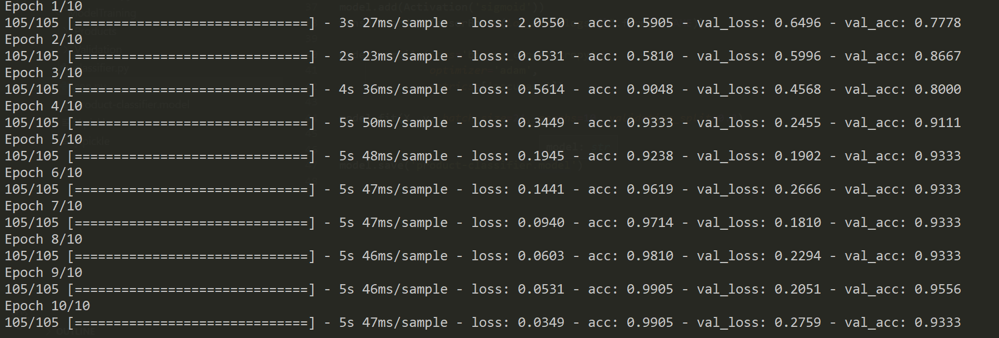 Epoch 1/10
105/105 [==============================] - 3s 27ms/sample - loss: 2.0550 - acc: 0.5905 - val_loss: 0.6496 - val_acc: 0.7778
Epoch 2/10
105/105 [==============================] - 2s 23ms/sample - loss: 0.6531 - acc: 0.5810 - val_loss: 0.5996 - val_acc: 0.8667
Epoch 3/10
105/105 [==============================] - 4s 36ms/sample - loss: 0.5614 - acc: 0.9048 - val_loss: 0.4568 - val_acc: 0.8000
Epoch 4/10
105/105 [==============================] - 5s 50ms/sample - loss: 0.3449 - acc: 0.9333 - val_loss: 0.2455 - val_acc: 0.9111
Epoch 5/10
105/105 [==============================] - 5s 48ms/sample - loss: 0.1945 - acc: 0.9238 - val_loss: 0.1902 - val_acc: 0.9333
Epoch 6/10
105/105 [==============================] - 5s 47ms/sample - loss: 0.1441 - acc: 0.9619 - val_loss: 0.2666 - val_acc: 0.9333
Epoch 7/10
105/105 [==============================] - 5s 47ms/sample - loss: 0.0940 - acc: 0.9714 - val_loss: 0.1810 - val_acc: 0.9333
Epoch 8/10
105/105 [==============================] - 5s 46ms/sample - loss: 0.0603 - acc: 0.9810 - val_loss: 0.2294 - val_acc: 0.9333
Epoch 9/10
105/105 [==============================] - 5s 46ms/sample - loss: 0.0531 - acc: 0.9905 - val_loss: 0.2051 - val_acc: 0.9556
Epoch 10/10
105/105 [==============================] - 5s 47ms/sample - loss: 0.0349 - acc: 0.9905 - val_loss: 0.2759 - val_acc: 0.9333